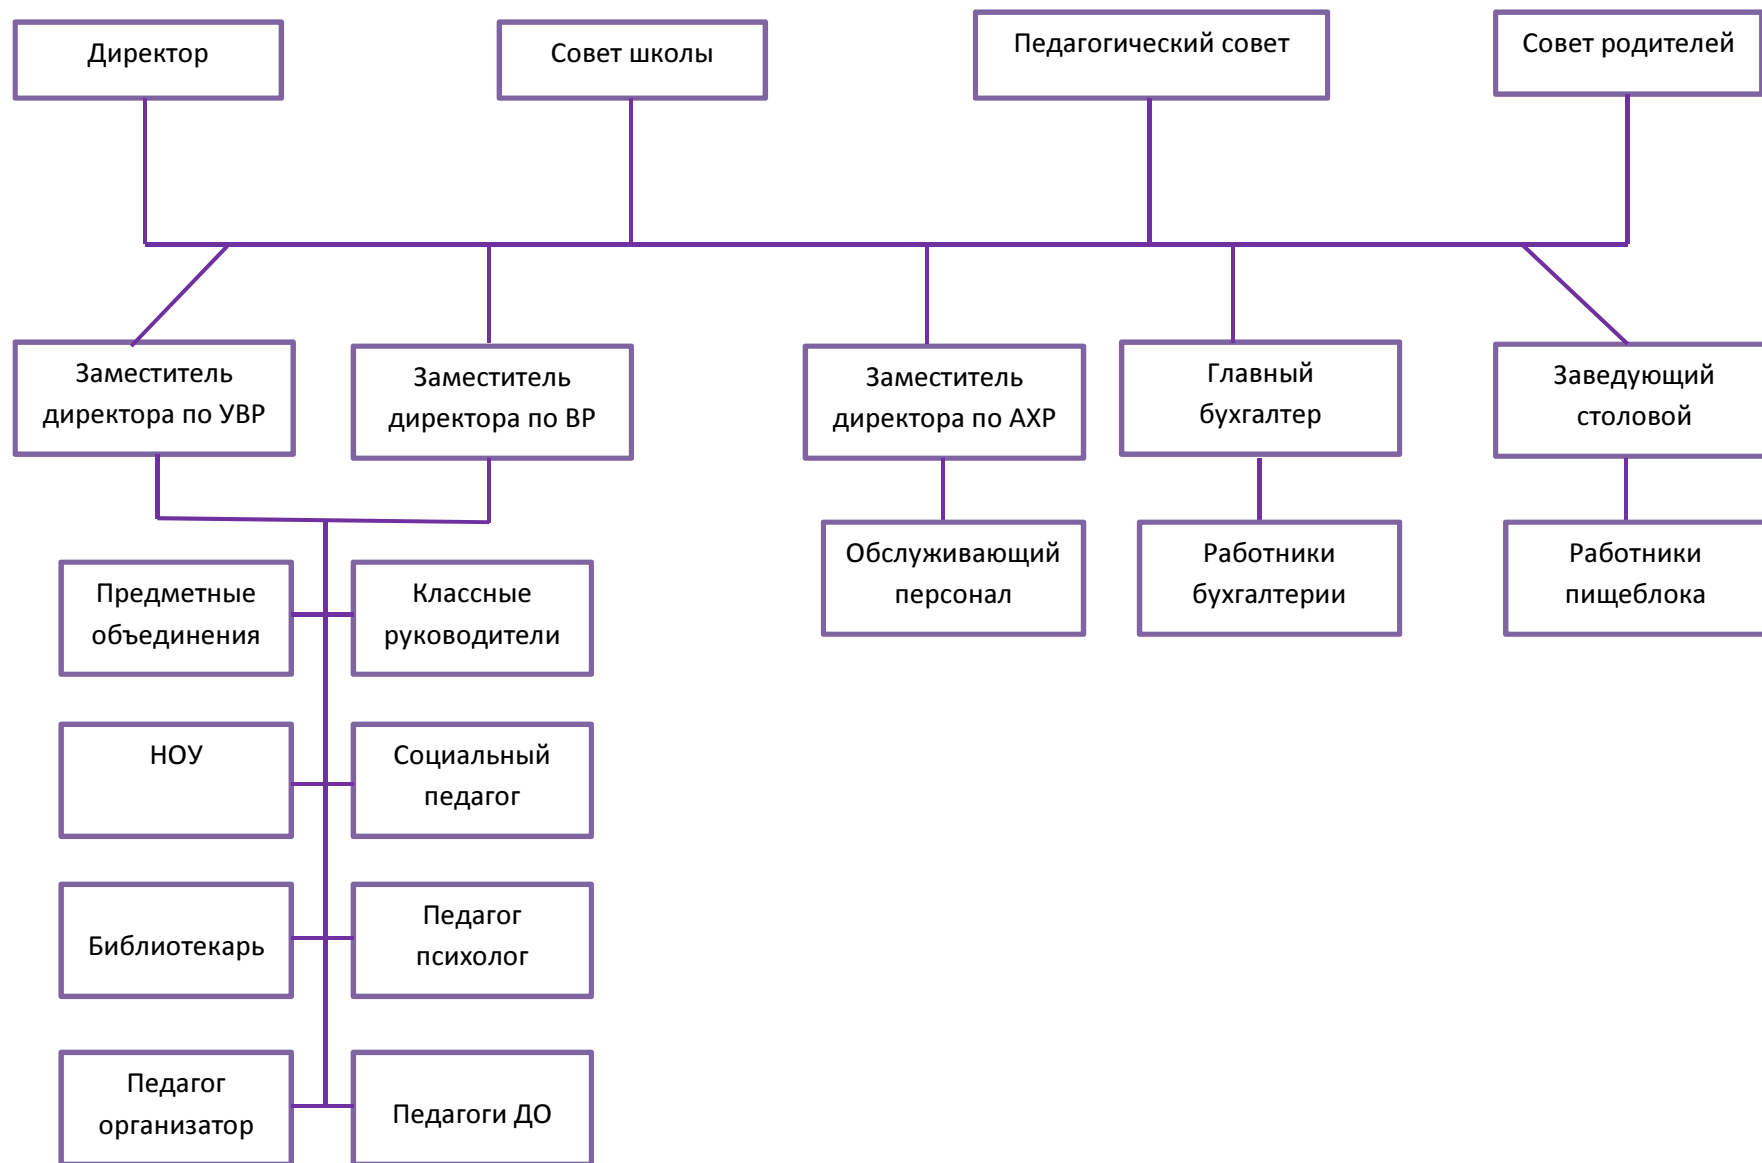 Директор
Совет школы
Педагогический совет
Совет родителей
Заместитель
директора по УВР
Заместитель
директора по ВР
Заместитель
директора по АХР
Главный
бухгалтер
Заведующий
столовой
Обслуживающий
персонал
Работники
бухгалтерии
Работники
пищеблока
Предметные
объединения
Классные
руководители
НОУ
Социальный
педагог
Библиотекарь
Педагог
психолог
Педагог
организатор
Педагоги ДО